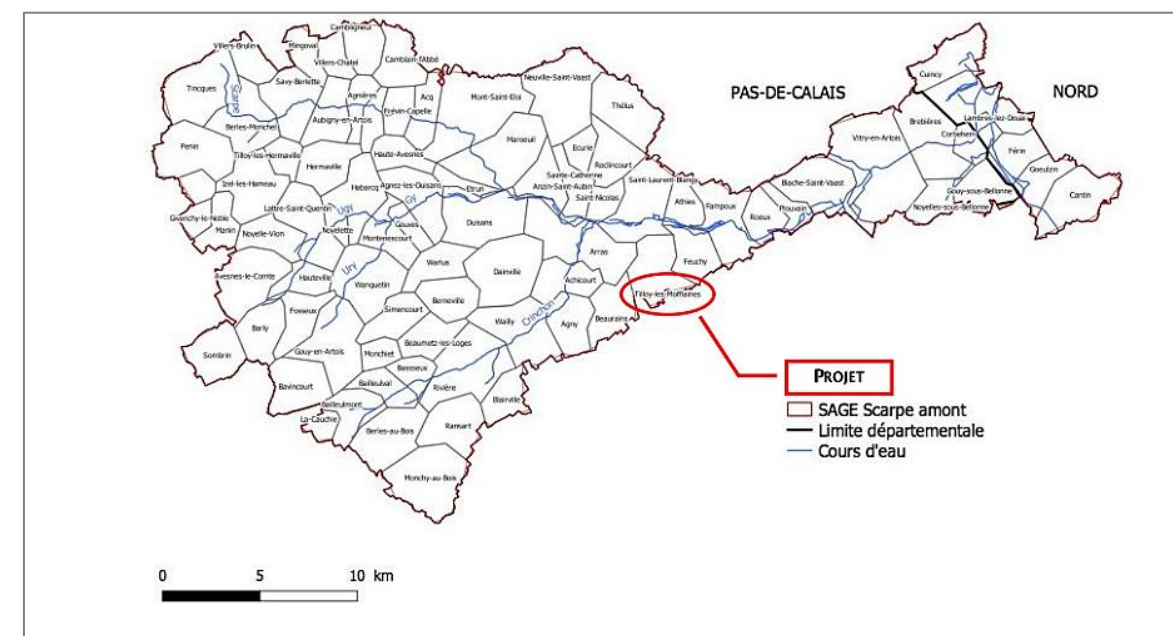 Cambligneul
Villers-Brulin
Mingoval
Villers-Chatel
Camblain-l'Abbé
Neuville-Saint-Vaast
Cuincy
PAS-DE-CALAIS
NORD
Tincques
Savy-Berlette
Agnières
Acq
Mont-Saint-Eloi
Thélus
Scarpe
Frévin-Capelle
Aubigny-en-Artois
Lambres-lez-Douai
Brebières
Berles-Monchel
Corbehem
Vitry-en-Artois
Maroeuil
Ecurie
Férin
Penin
Tilloy-les-Hermaville
Haute-Avesnes
Roclincourt
Hermaville
Goeulzin
Sainte-Catherine
Saint-Laurent-Blangy
Izel-les-Hameau
Habarcq
Agnez-les-Duisans
Etrun
Anzin-Saint-Aubin
Biache-Saint-Vaast
Gouy-sous-Bellonne
Cantin
Saint-Nicolas
Athies
Fampoux
Gy
Lattre-Saint-Quentin
Ugy
Plouvain
Noyelles-sous-Bellonne
Givenchy-le-Noble
Roeux
Duisans
Gouves
Manin
Noyelle-Vion
Noyelette
Montenescourt
Arras
Feuchy
Warlus
Ury
Dainville
Avesnes-le-Comte
Hauteville
Wanquetin
Achicourt
Tilloy-les-Mofflaines
Berneville
Simencourt
Fosseux
Crinchon
Beaurains
Wailly
Agny
Barly
Beaumetz-les-Loges
Gouy-en-Artois
Monchiet
Sombrin
Basseux
PROJET
Bavincourt
Bailleulval
Rivière
Bailleulmont
Blairville
SAGE Scarpe amont
La-Cauchie
Ransart
Berles-au-Bois
Limite départementale
Cours d'eau
Monchy-au-Bois
0 5 10 km